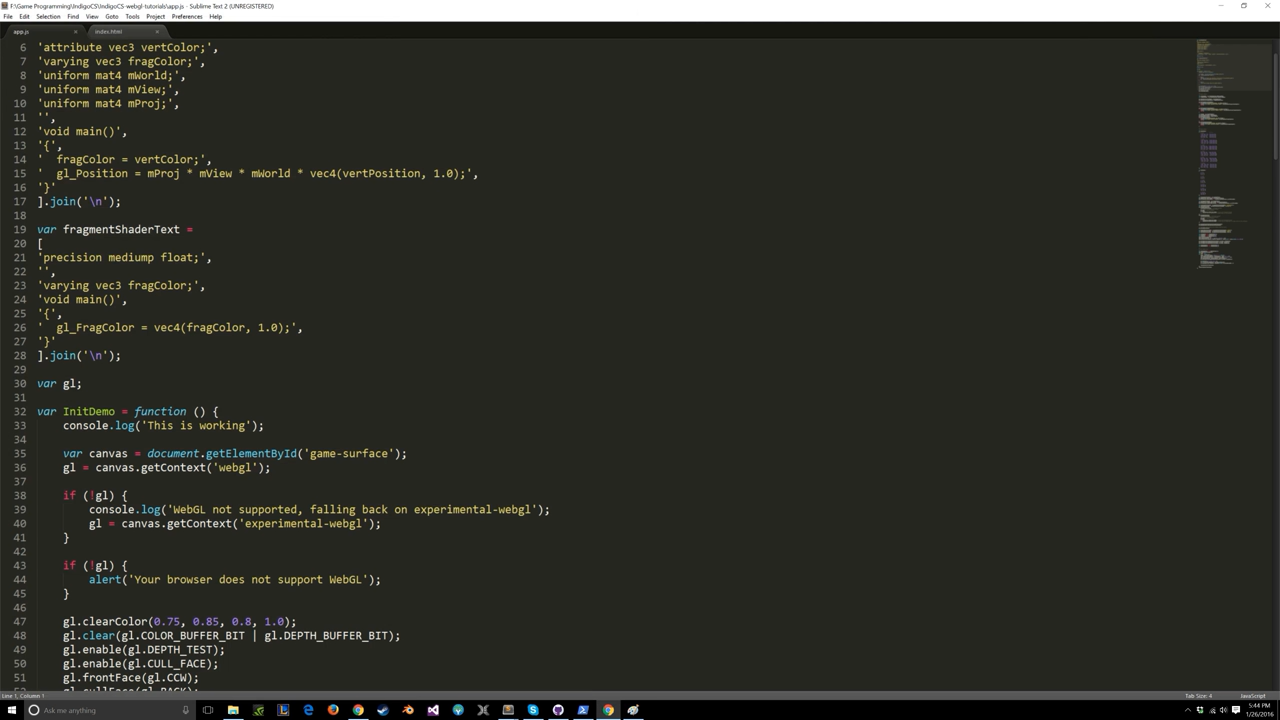 F:\Game Programming\IndigoCS\IndigoCS-webgl-tutorials\app.js - Sublime Text 2 (UNREGISTERED)
File Edit Selection Find View Goto Tools Project Preferences Help
app.js index.html
6 'attribute vec3 vertColor;',
7 'varying vec3 fragColor;',
8 'uniform mat4 mWorld;',
9 'uniform mat4 mView;',
10 'uniform mat4 mProj;',
11 '',
12 'void main()',
13 '{',
14 '  fragColor = vertColor;',
15 '  gl_Position = mProj * mView * mWorld * vec4(vertPosition, 1.0);',
16 '}'
17 ].join('\n');
18
19 var fragmentShaderText =
20 [
21 'precision mediump float;',
22 '',
23 'varying vec3 fragColor;',
24 'void main()',
25 '{',
26 '  gl_FragColor = vec4(fragColor, 1.0);',
27 '}'
28 ].join('\n');
29
30 var gl;
31
32 var InitDemo = function () {
33     console.log('This is working');
34
35     var canvas = document.getElementById('game-surface');
36     gl = canvas.getContext('webgl');
37
38     if (!gl) {
39         console.log('WebGL not supported, falling back on experimental-webgl');
40         gl = canvas.getContext('experimental-webgl');
41     }
42
43     if (!gl) {
44         alert('Your browser does not support WebGL');
45     }
46
47     gl.clearColor(0.75, 0.85, 0.8, 1.0);
48     gl.clear(gl.COLOR_BUFFER_BIT | gl.DEPTH_BUFFER_BIT);
49     gl.enable(gl.DEPTH_TEST);
50     gl.enable(gl.CULL_FACE);
51     gl.frontFace(gl.CCW);
52     gl.cullFace(gl.BACK);
Line 1, Column 1 Tab Size: 4 JavaScript
Ask me anything
5:44 PM
1/26/2016